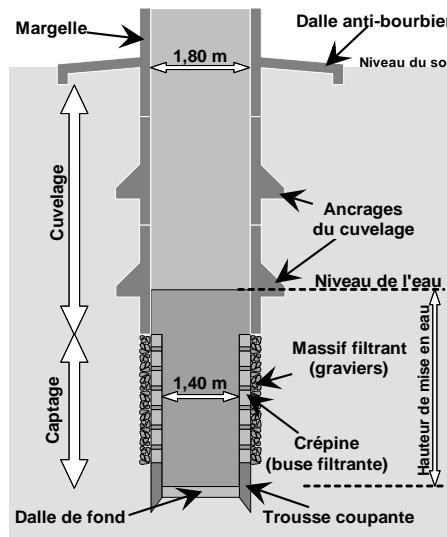 Margelle
Dalle anti-bourbier
Niveau du so
1,80 m
Cuvelage
Ancrages
du cuvelage
Niveau de l'eau
Hauteur de mise en eau
Massif filtrant
(graviers)
1,40 m
Captage
Crépine
(buse filtrante)
Dalle de fond
Trousse coupante